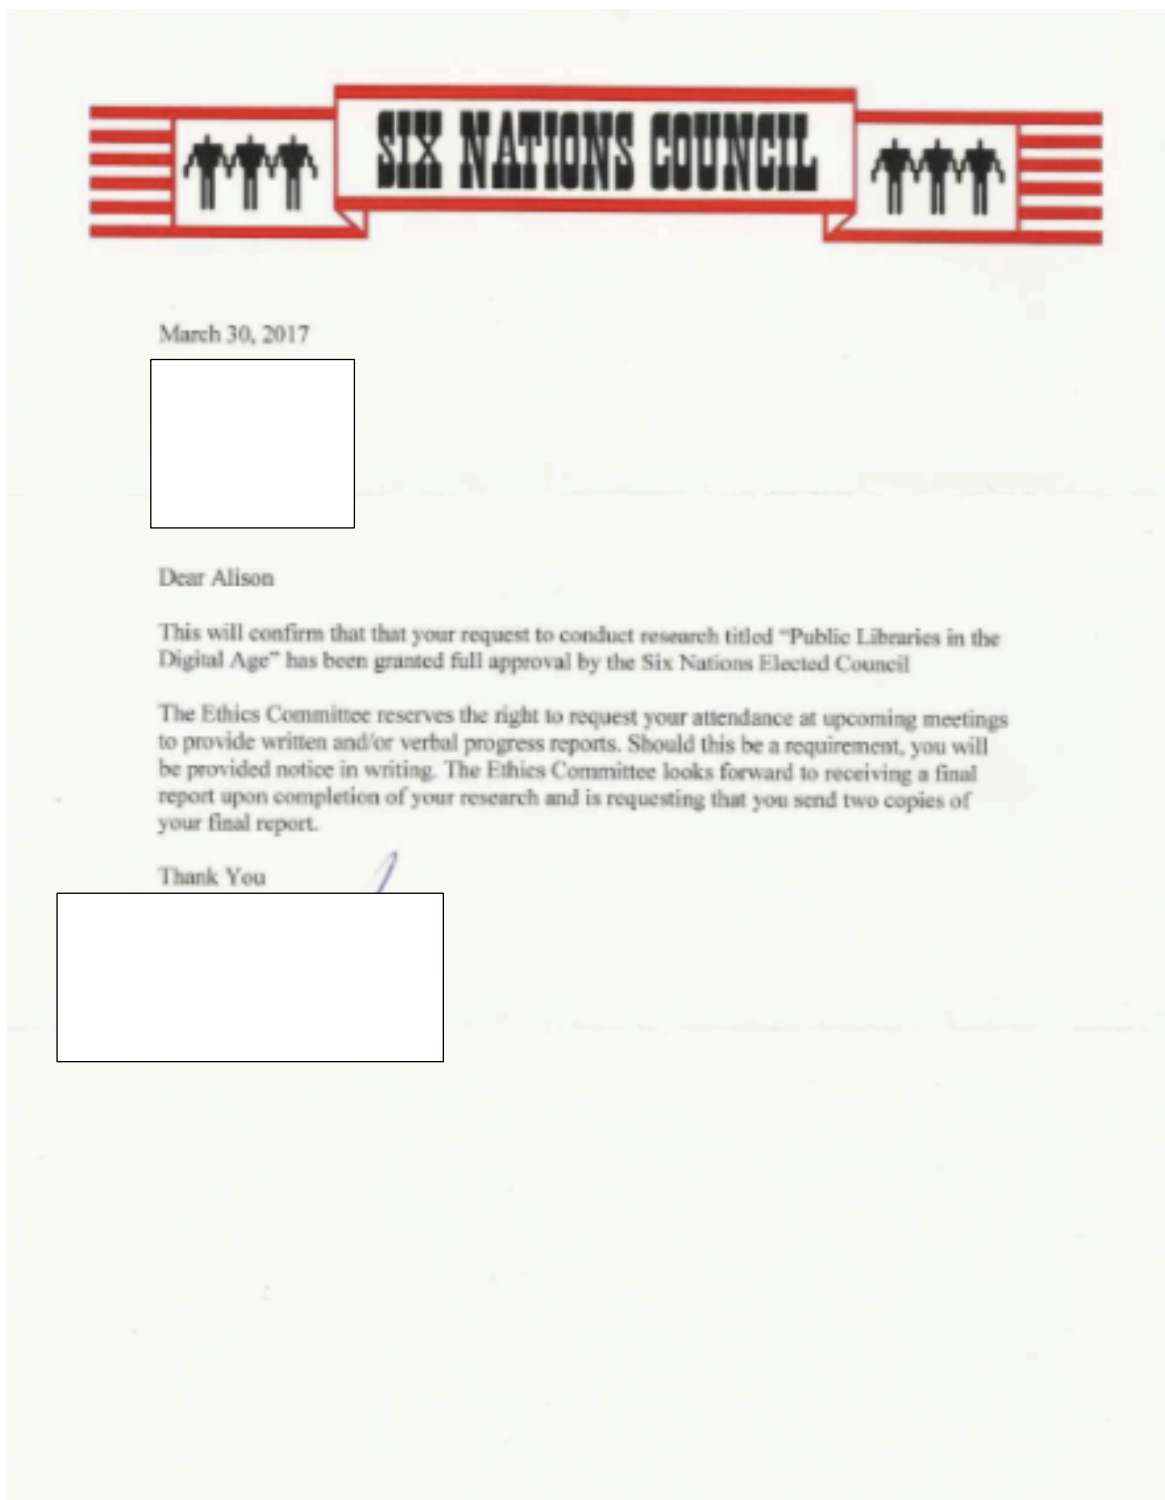 SIX NATIONS COUNCIL
March 30, 2017
Dear Alison
This will confirm that that your request to conduct research titled “Public Libraries in the
Digital Age” has been granted full approval by the Six Nations Elected Council
The Ethics Committee reserves the right to request your attendance at upcoming meetings
to provide written and/or verbal progress reports. Should this be a requirement, you will
be provided notice in writing. The Ethics Committee looks forward to receiving a final
report upon completion of your research and is requesting that you send two copies of
your final report.
Thank You